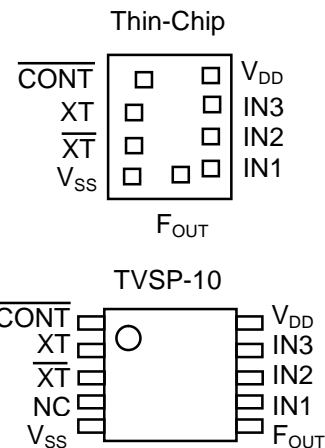 Thin-Chip
CONT VDD
XT IN3
XT IN2
VSS IN1
FOUT
TVSP-10
CONT VDD
XT IN3
XT IN2
NC IN1
VSS FOUT